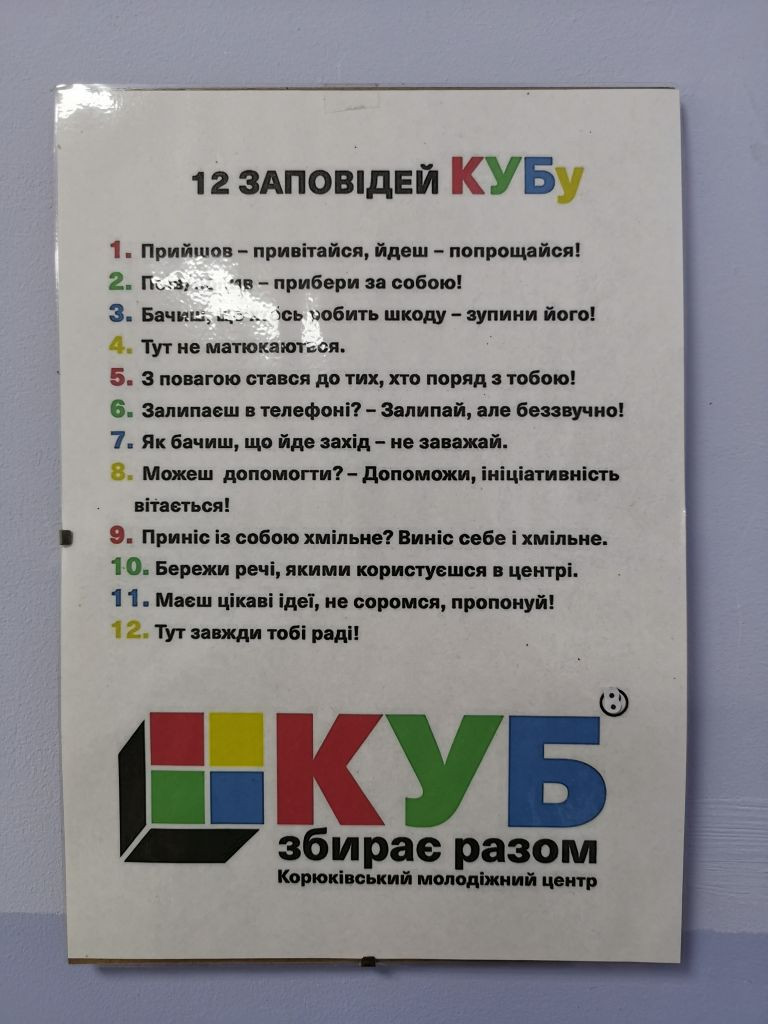 12 ЗАПОВІДЕЙ КУБу
1. Прийшов – привітайся, йдеш – попрощайся!
2. – прибери за собою!
3. Бачиш, що хтось робить шкоду – зупини його!
4. Тут не матюкаються.
5. З повагою стався до тих, хто поряд з тобою!
6. Залипаєш в телефоні? – Залипай, але беззвучно!
7. Як бачиш, що йде захід – не заважай.
8. Можеш допомогти? – Допоможи, ініціативність
вітається!
9. Приніс із собою хмільне? Виніс себе і хмільне.
10. Бережи речі, якими користуєшся в центрі.
11. Маєш цікаві ідеї, не соромся, пропонуй!
12. Тут завжди тобі раді!
КУБ
збирає разом
Корюківський молодіжний центр